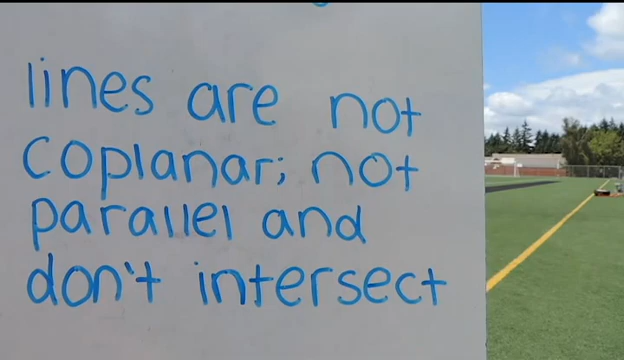 lines are not
coplanar; not
parallel and
don't intersect